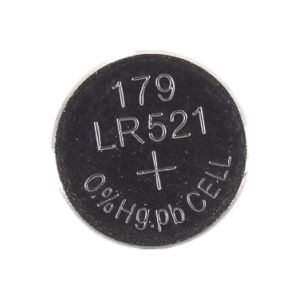 179
LR521
+
0%Hg.pb CELL